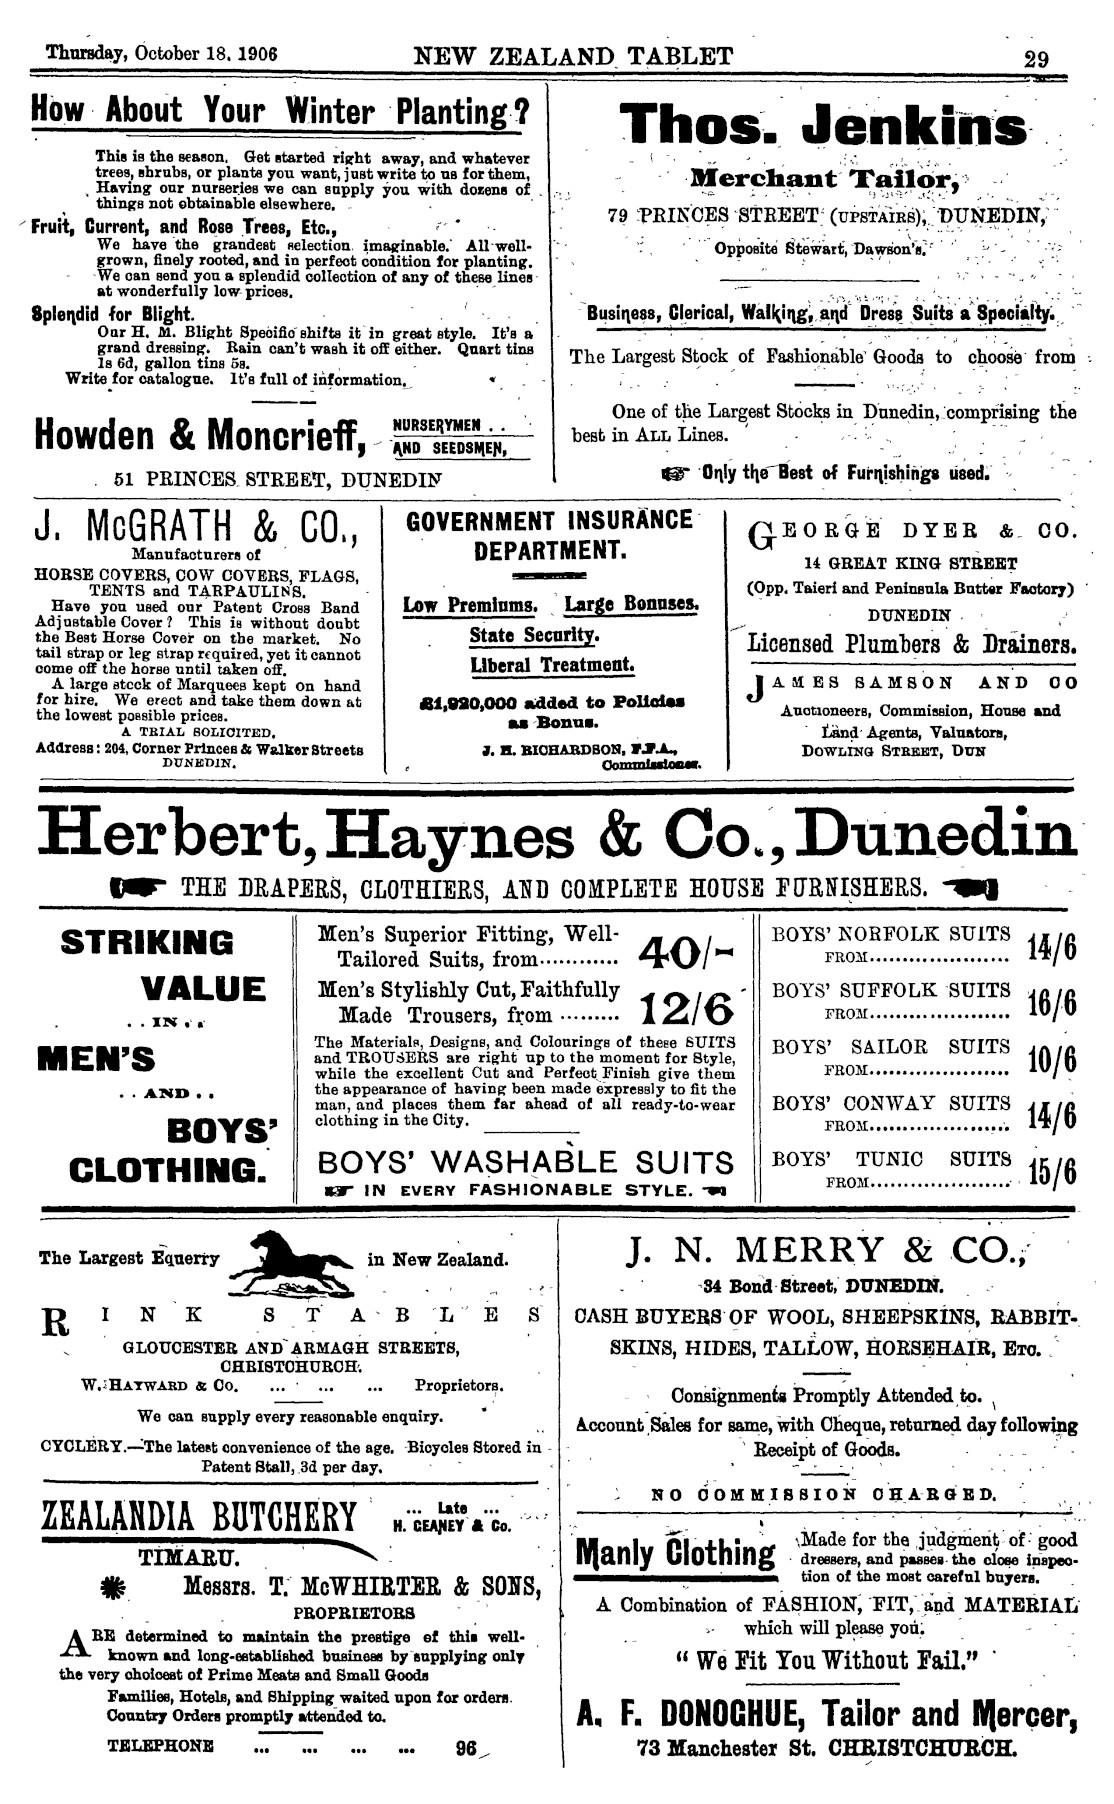 Thursday, October 18, 1906
NEW ZEALAND TABLET
29
How About Your Winter Planting?
This is the season. Get started right away, and whatever
trees, shrubs, or plants you want, just write to us for them,
Having our nurseries we can supply you with dozens of
things not obtainable elsewhere.
Fruit, Current, and Rose Trees, Etc.,
We have the grandest selection imaginable. All well-
grown, finely rooted, and in perfect condition for planting.
We can send you a splendid collection of any of these lines
at wonderfully low prices.
Splendid for Blight.
Our H. M. Blight Specific shifts it in great style. It's a
grand dressing. Rain can't wash it off either. Quart tins
1s 6d, gallon tins 5s.
Write for catalogue. It's full of information.
Howden & Moncrieff,
NURSERYMEN . .
AND SEEDSMEN,
51 PRINCES STREET, DUNEDIN
Thos. Jenkins
Merchant Tailor,
79 PRINCES STREET (UPSTAIRS), DUNEDIN,
Opposite Stewart, Dawson's.
Business, Clerical, Walking, and Dress Suits a Specialty.
The Largest Stock of Fashionable Goods to choose from
One of the Largest Stocks in Dunedin, comprising the
best in ALL Lines.
Only the Best of Furnishings used.
J. McGRATH & CO.,
Manufacturers of
HORSE COVERS, COW COVERS, FLAGS,
TENTS and TARPAULINS.
Have you used our Patent Cross Band
Adjustable Cover? This is without doubt
the Best Horse Cover on the market. No
tail strap or leg strap required, yet it cannot
come off the horse until taken off.
A large stock of Marquees kept on hand
for hire. We erect and take them down at
the lowest possible prices.
A TRIAL SOLICITED.
Address: 204, Corner Princes & Walker Streets
DUNEDIN.
GOVERNMENT INSURANCE
DEPARTMENT.
Low Premiums. Large Bonuses.
State Security.
Liberal Treatment.
£1,920,000 added to Policies
as Bonus.
J. H. RICHARDSON, F.F.A.,
Commissioner.
GEORGE DYER & CO.
14 GREAT KING STREET
(Opp. Taieri and Peninsula Butter Factory)
DUNEDIN
Licensed Plumbers & Drainers.
JAMES SAMSON AND CO
Auctioneers, Commission, House and
Land Agents, Valuators,
DOWLING STREET, DUN
Herbert, Haynes & Co., Dunedin
THE DRAPERS, CLOTHIERS, AND COMPLETE HOUSE FURNISHERS.
STRIKING
VALUE
. . IN . .
MEN'S
. . AND . .
BOYS'
CLOTHING.
Men's Superior Fitting, Well-
Tailored Suits, from............ 40/-
Men's Stylishly Cut, Faithfully
Made Trousers, from ......... 12/6
The Materials, Designs, and Colourings of these SUITS
and TROUSERS are right up to the moment for Style,
while the excellent Cut and Perfect Finish give them
the appearance of having been made expressly to fit the
man, and places them far ahead of all ready-to-wear
clothing in the City.
BOYS' WASHABLE SUITS
IN EVERY FASHIONABLE STYLE.
BOYS' NORFOLK SUITS
FROM..................... 14/6
BOYS' SUFFOLK SUITS
FROM..................... 16/6
BOYS' SAILOR SUITS
FROM..................... 10/6
BOYS' CONWAY SUITS
FROM..................... 14/6
BOYS' TUNIC SUITS
FROM..................... 15/6
The Largest Equerry in New Zealand.
RINK STABLES
GLOUCESTER AND ARMAGH STREETS,
CHRISTCHURCH.
W. HAYWARD & Co. ... ... ... Proprietors.
We can supply every reasonable enquiry.
CYCLERY.—The latest convenience of the age. Bicycles Stored in
Patent Stall, 3d per day.
ZEALANDIA BUTCHERY
... Late ...
H. CEANEY & Co.
TIMARU.
Messrs. T. McWHIRTER & SONS,
PROPRIETORS
ARE determined to maintain the prestige of this well-
known and long-established business by supplying only
the very choicest of Prime Meats and Small Goods
Families, Hotels, and Shipping waited upon for orders.
Country Orders promptly attended to.
TELEPHONE ... ... ... ... 96
J. N. MERRY & CO.,
34 Bond Street, DUNEDIN.
CASH BUYERS OF WOOL, SHEEPSKINS, RABBIT-
SKINS, HIDES, TALLOW, HORSEHAIR, ETC.
Consignments Promptly Attended to.
Account Sales for same, with Cheque, returned day following
Receipt of Goods.
NO COMMISSION CHARGED.
Manly Clothing
Made for the judgment of good
dressers, and passes the close inspec-
tion of the most careful buyers.
A Combination of FASHION, FIT, and MATERIAL
which will please you.
"We Fit You Without Fail."
A. F. DONOGHUE, Tailor and Mercer,
73 Manchester St. CHRISTCHURCH.